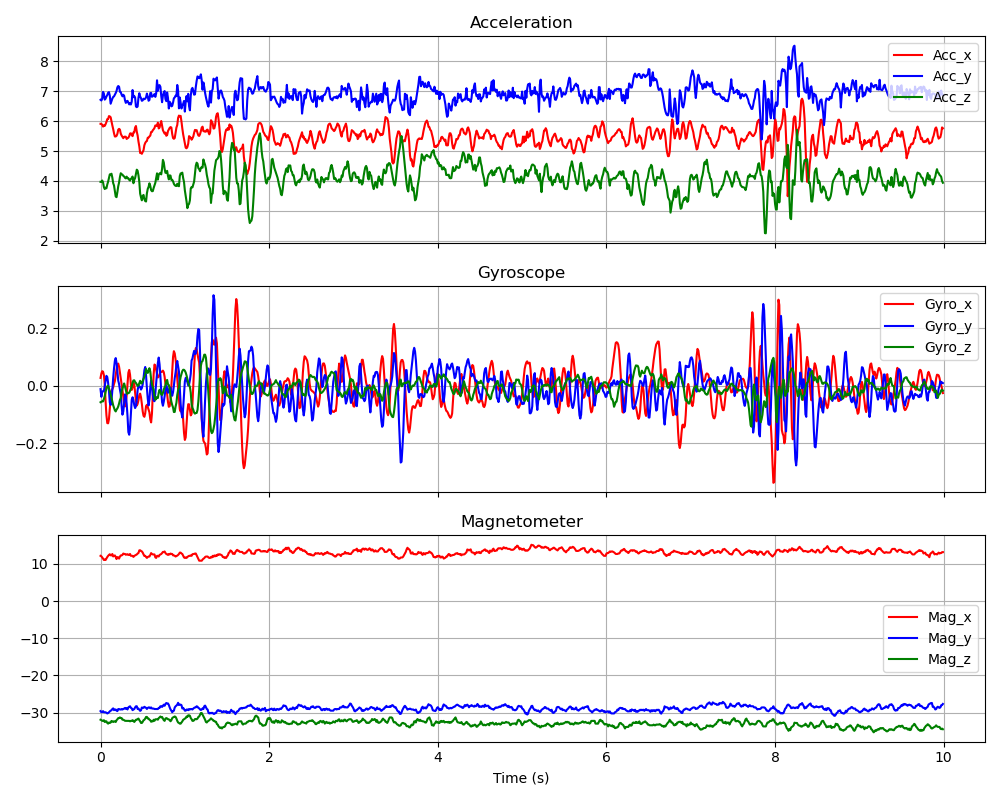 Acceleration
8
7
6
5
4
3
2
Acc_x
Acc_y
Acc_z
Gyroscope
0.2
0.0
−0.2
Gyro_x
Gyro_y
Gyro_z
Magnetometer
10
0
−10
−20
−30
Mag_x
Mag_y
Mag_z
0 2 4 6 8 10
Time (s)